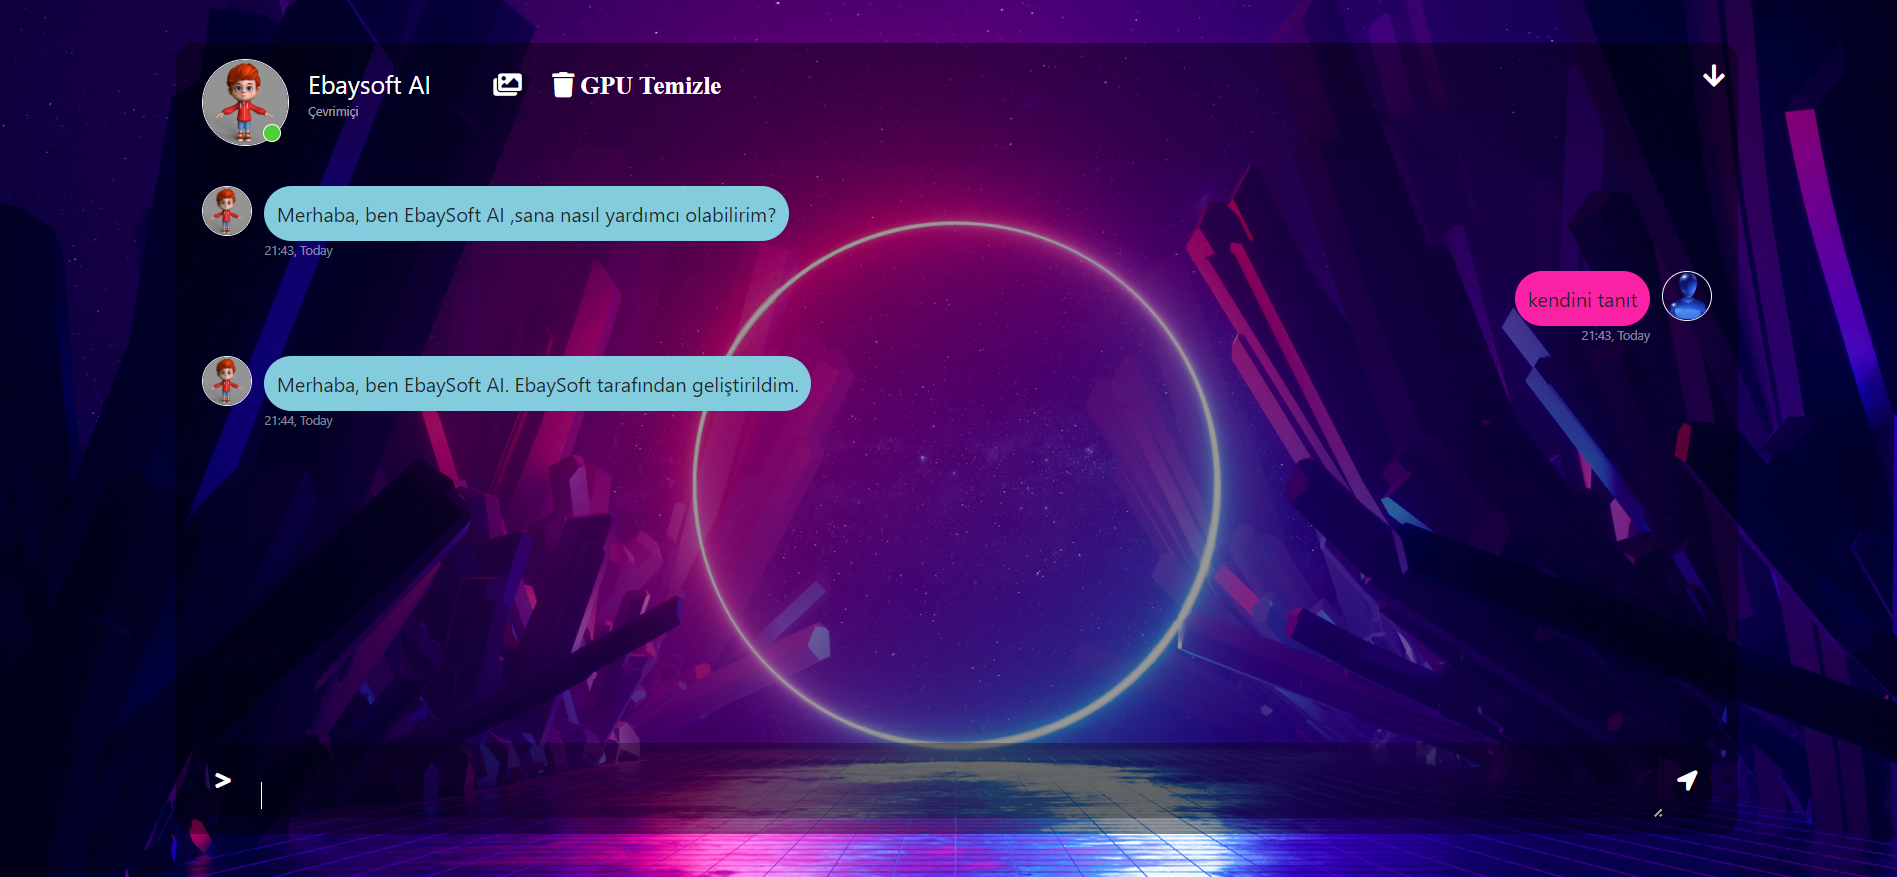 Ebaysoft AI
Çevrimiçi
GPU Temizle
Merhaba, ben EbaySoft AI ,sana nasıl yardımcı olabilirim?
21:43, Today
kendini tanıt
21:43, Today
Merhaba, ben EbaySoft AI. EbaySoft tarafından geliştirildim.
21:44, Today
>